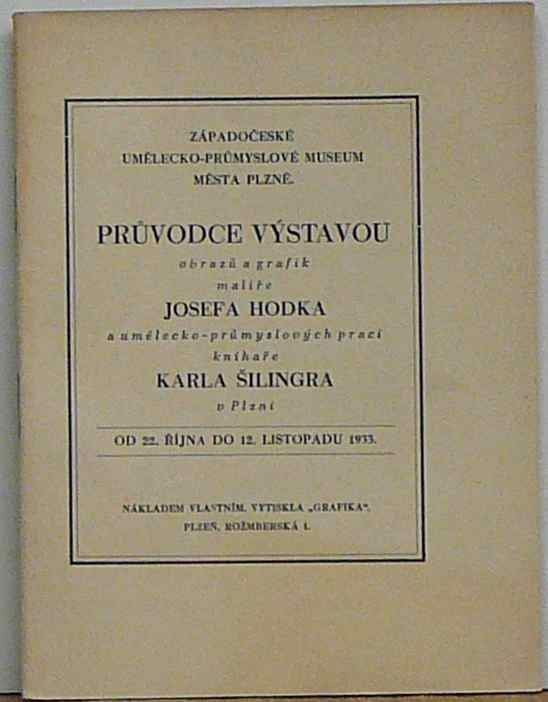 ZÁPADOČESKÉ
UMĚLECKO-PRŮMYSLOVÉ MUSEUM
MĚSTA PLZNĚ.
PRŮVODCE VÝSTAVOU
obrazů a grafik
malíře
JOSEFA HODKA
a umělecko-průmyslových prací
knihaře
KARLA ŠILINGRA
v Plzni
OD 22. ŘÍJNA DO 12. LISTOPADU 1933.
NÁKLADEM VLASTNÍM. VYTISKLA „GRAFIKA“,
PLZEŇ, ROŽMBERSKÁ 1.